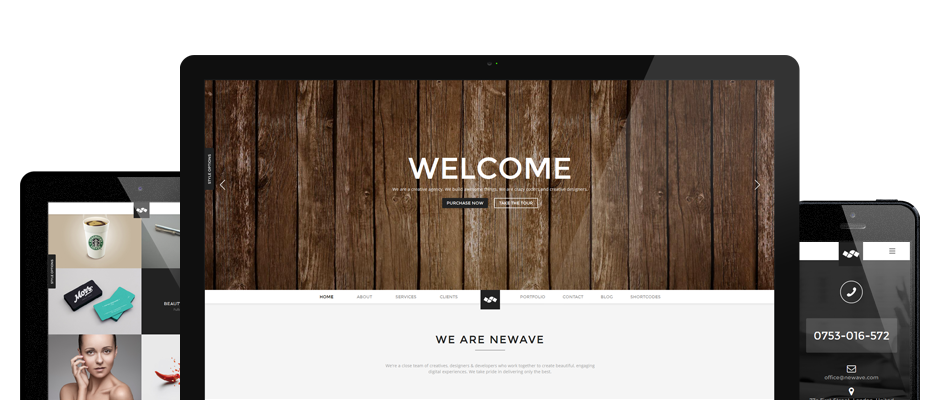 STYLE OPTIONS
WELCOME
We are a creative agency. We build awesome things. We are crazy coders and creative designers.
PURCHASE NOW
TAKE THE TOUR
HOME ABOUT SERVICES CLIENTS PORTFOLIO CONTACT BLOG SHORTCODES
WE ARE NEWAVE
We're a close team of creatives, designers & developers who work together to create beautiful, engaging
digital experiences. We take pride in delivering only the best.
STYLE OPTIONS
Moy's
BEAUT
0753-016-572
office@newave.com